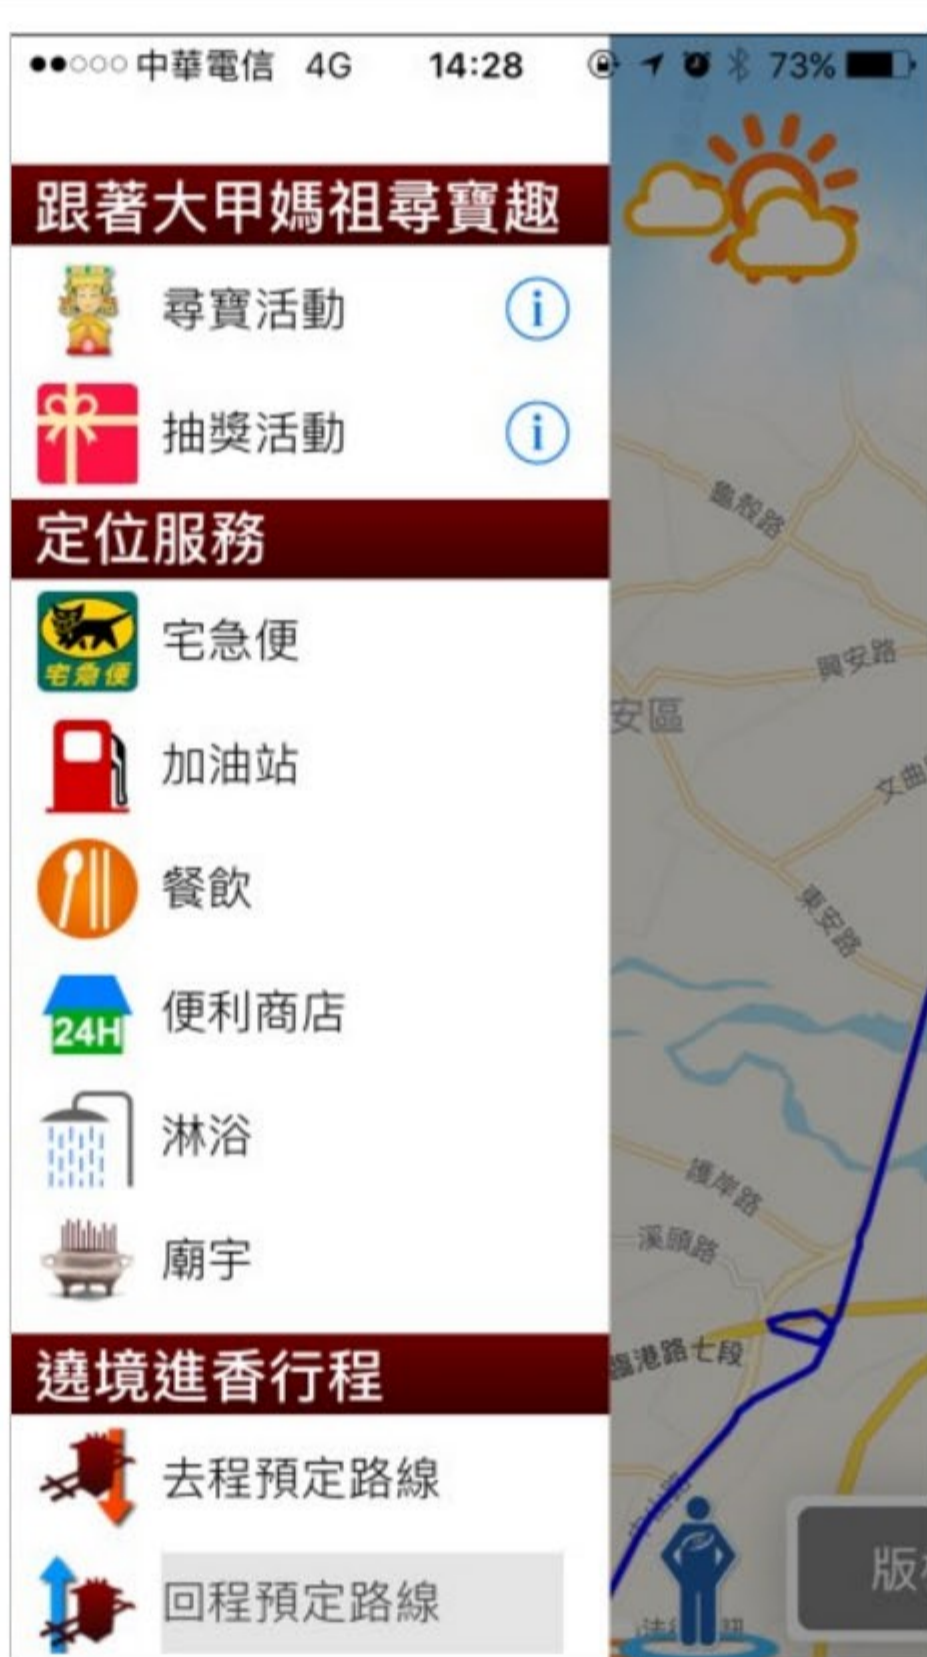 中華電信 4G 14:28 73%
跟著大甲媽祖尋寶趣
尋寶活動
抽獎活動
定位服務
宅急便
宅急便
加油站
餐飲
24H
便利商店
淋浴
廟宇
遶境進香行程
去程預定路線
回程預定路線
龜殼路
興安路
安區
文曲
東安路
護岸路
溪頭路
臨港路七段
中山路
版